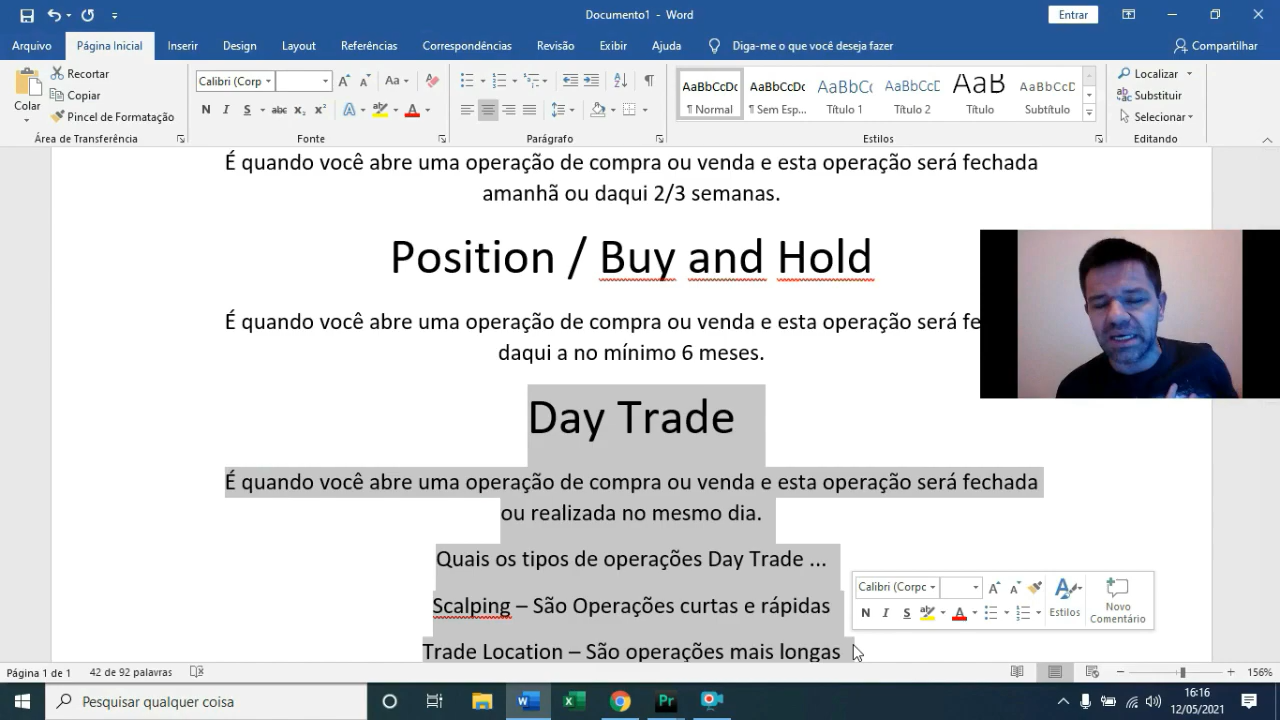 Documento1 - Word
Entrar
Arquivo Página Inicial Inserir Design Layout Referências Correspondências Revisão Exibir Ajuda Diga-me o que você deseja fazer Compartilhar
Colar
Recortar
Copiar
Pincel de Formatação
Área de Transferência
Calibri (Corp
Aa
N I S abc x₂ x²
Fonte
Parágrafo
AaBbCcDc AaBbCcDc AaBbCc AaBbCcD AaB AaBbCcD
¶ Normal ¶ Sem Esp... Título 1 Título 2 Título Subtítulo
Estilos
Localizar
Substituir
Selecionar
Editando
É quando você abre uma operação de compra ou venda e esta operação será fechada
amanhã ou daqui 2/3 semanas.
Position / Buy and Hold
É quando você abre uma operação de compra ou venda e esta operação será fe
daqui a no mínimo 6 meses.
Day Trade
É quando você abre uma operação de compra ou venda e esta operação será fechada
ou realizada no mesmo dia.
Quais os tipos de operações Day Trade ...
Scalping – São Operações curtas e rápidas
Trade Location – São operações mais longas
Calibri (Corpc
N I S
Estilos
Novo
Comentário
Página 1 de 1 42 de 92 palavras
156%
Pesquisar qualquer coisa
16:16
12/05/2021